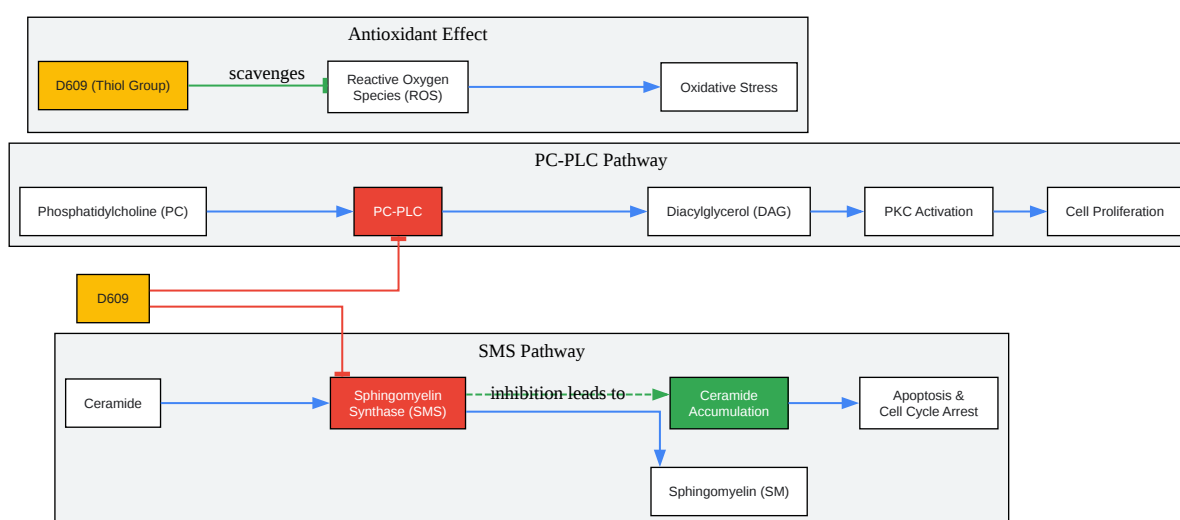 Antioxidant Effect
D609 (Thiol Group)
scavenges
Reactive Oxygen
Species (ROS)
Oxidative Stress
PC-PLC Pathway
Phosphatidylcholine (PC)
PC-PLC
Diacylglycerol (DAG)
PKC Activation
Cell Proliferation
D609
SMS Pathway
Ceramide
Sphingomyelin
Synthase (SMS)
inhibition leads to
Ceramide
Accumulation
Apoptosis &
Cell Cycle Arrest
Sphingomyelin (SM)